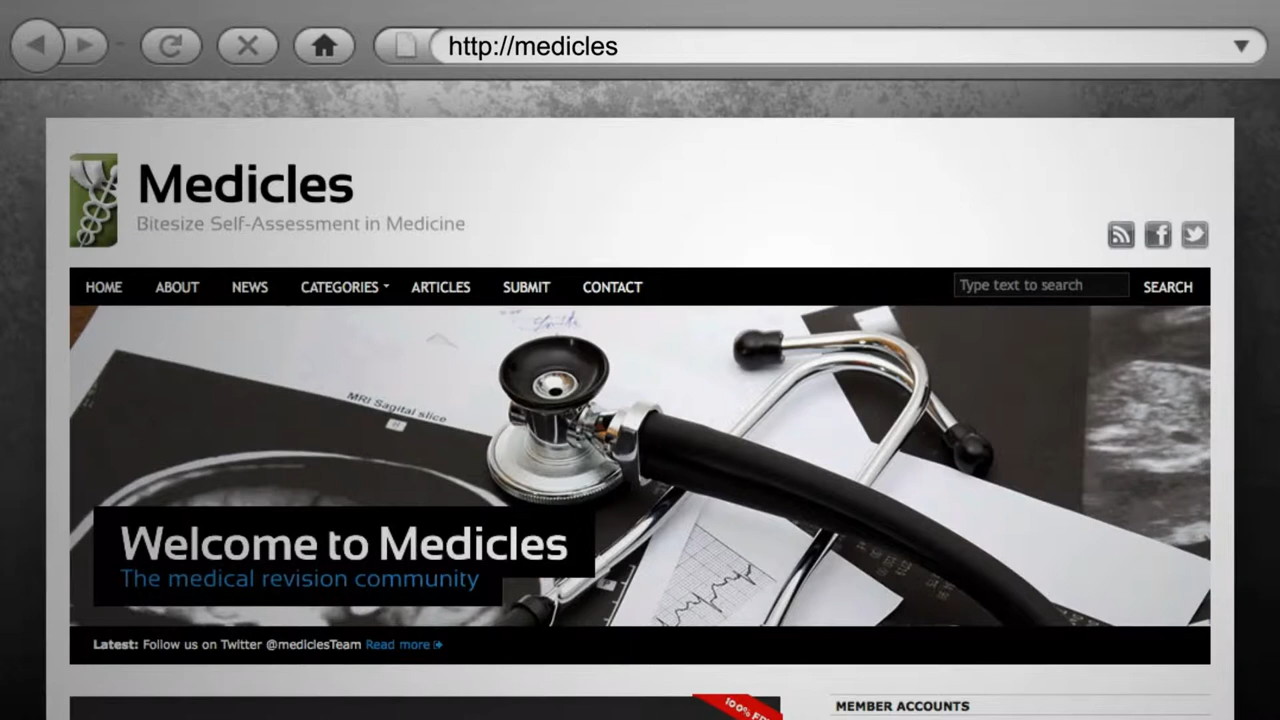 http://medicles
Medicles
Bitesize Self-Assessment in Medicine
HOME ABOUT NEWS CATEGORIES ARTICLES SUBMIT CONTACT Type text to search SEARCH
MRI Sagital slice
H
Welcome to Medicles
The medical revision community
Latest: Follow us on Twitter @mediclesTeam Read more
100%
MEMBER ACCOUNTS